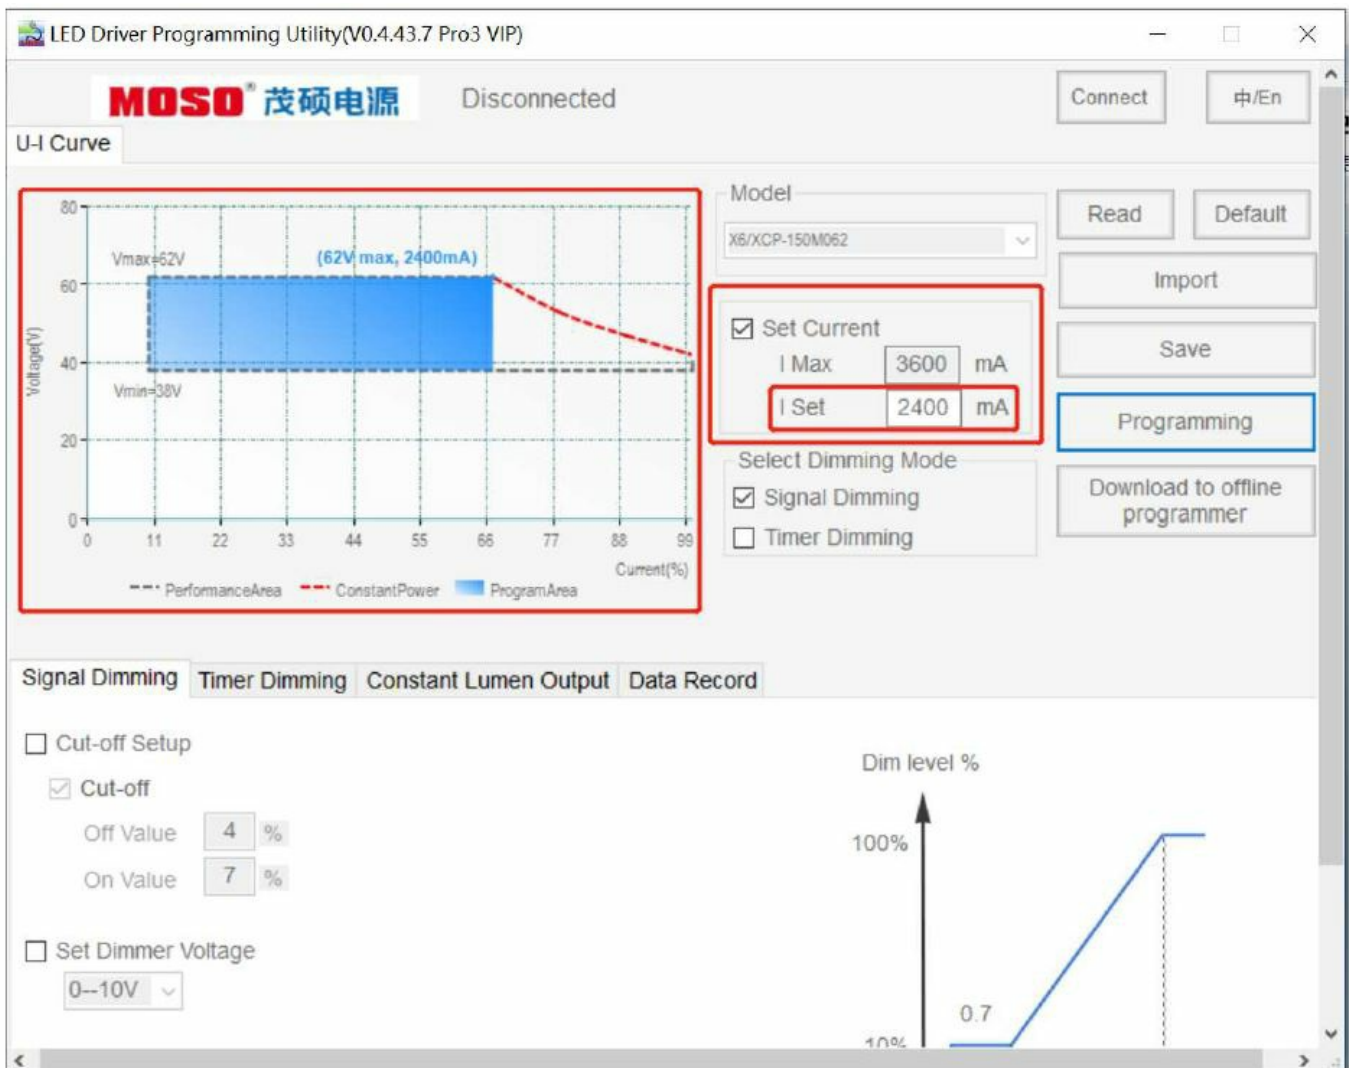 LED Driver Programming Utility(V0.4.43.7 Pro3 VIP)
MOSO® 茂硕电源
Disconnected
Connect
中/En
U-I Curve
80
60
40
20
0
Voltage(V)
Vmax=62V
(62V max, 2400mA)
Vmin=38V
0 11 22 33 44 55 66 77 88 99
Current(%)
PerformanceArea ConstantPower ProgramArea
Model
X6/XCP-150M062
Set Current
I Max 3600 mA
I Set 2400 mA
Select Dimming Mode
Signal Dimming
Timer Dimming
Read
Default
Import
Save
Programming
Download to offline
programmer
Signal Dimming Timer Dimming Constant Lumen Output Data Record
Cut-off Setup
Cut-off
Off Value 4 %
On Value 7 %
Set Dimmer Voltage
0--10V
Dim level %
100%
0.7
10%